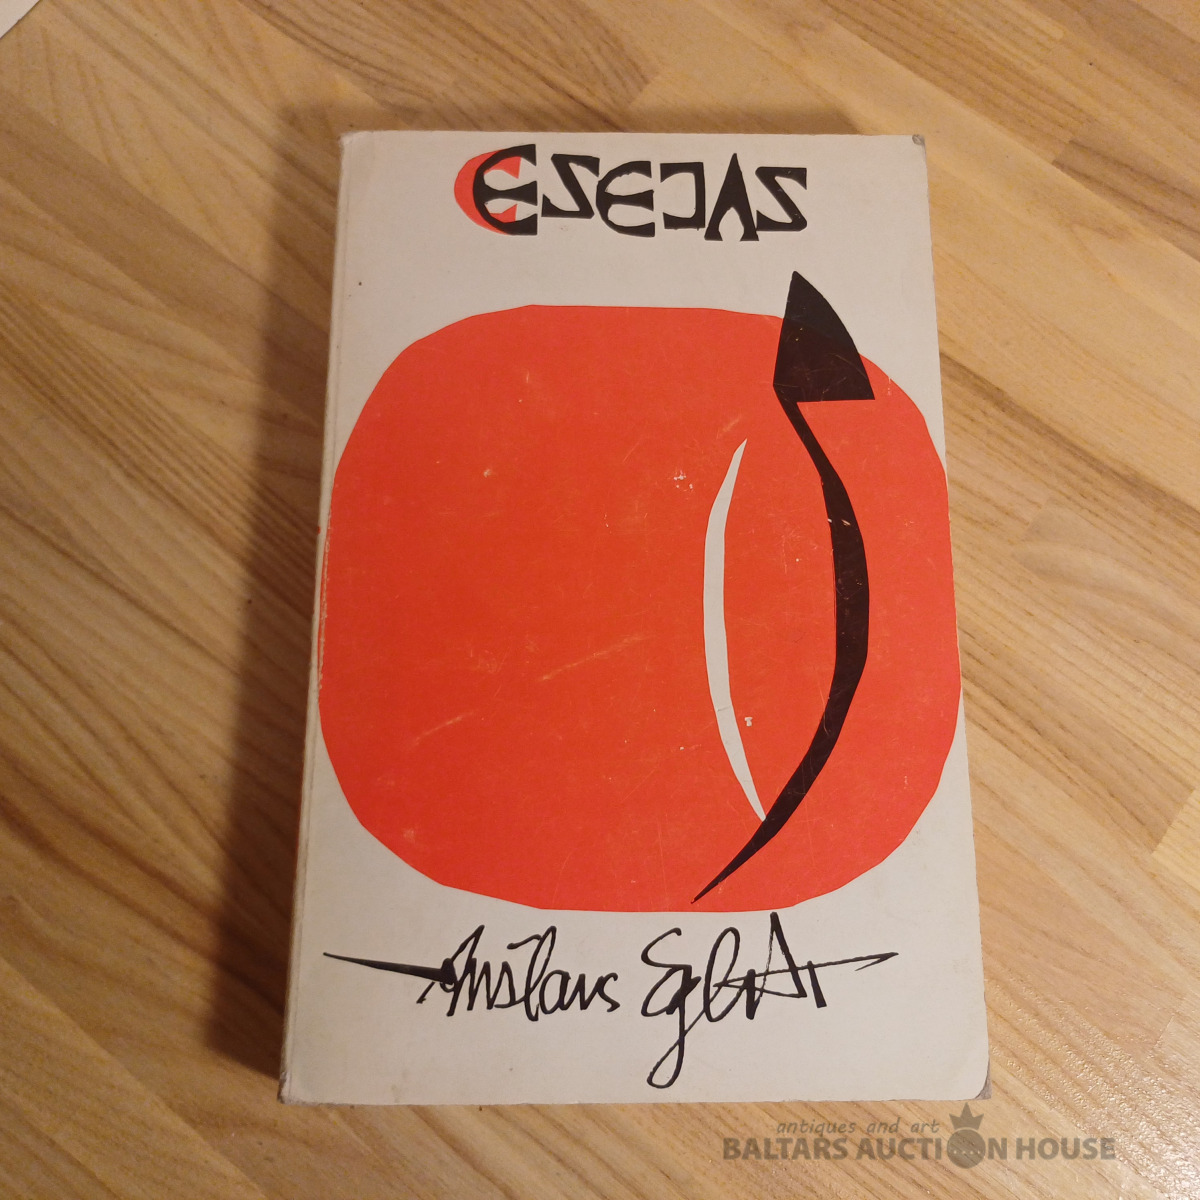 ESEJAS
Anšlavs Eglītis
antiques and art
BALTARS AUCTION HOUSE